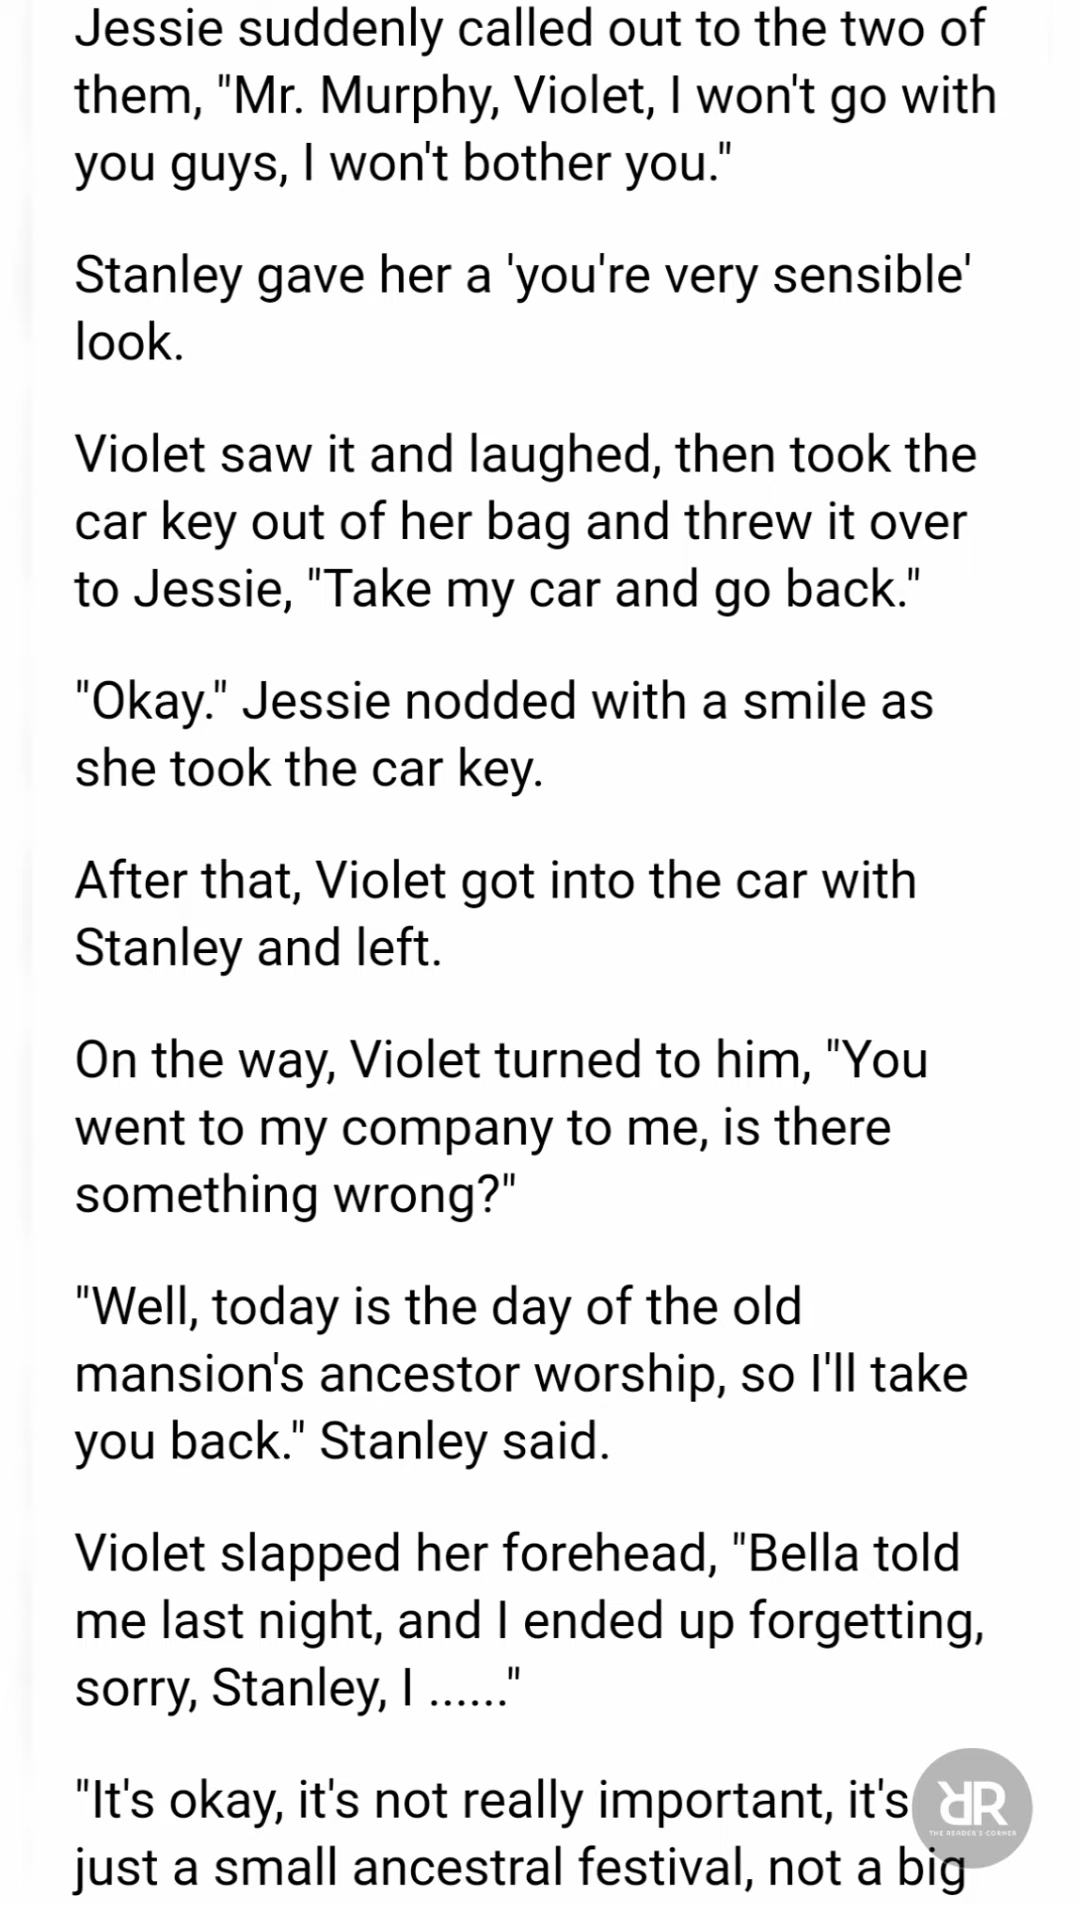 Jessie suddenly called out to the two of
them, "Mr. Murphy, Violet, I won't go with
you guys, I won't bother you."
Stanley gave her a 'you're very sensible'
look.
Violet saw it and laughed, then took the
car key out of her bag and threw it over
to Jessie, "Take my car and go back."
"Okay." Jessie nodded with a smile as
she took the car key.
After that, Violet got into the car with
Stanley and left.
On the way, Violet turned to him, "You
went to my company to me, is there
something wrong?"
"Well, today is the day of the old
mansion's ancestor worship, so I'll take
you back." Stanley said.
Violet slapped her forehead, "Bella told
me last night, and I ended up forgetting,
sorry, Stanley, I ......"
"It's okay, it's not really important, it's
just a small ancestral festival, not a big
RR
THE READER'S CORNER